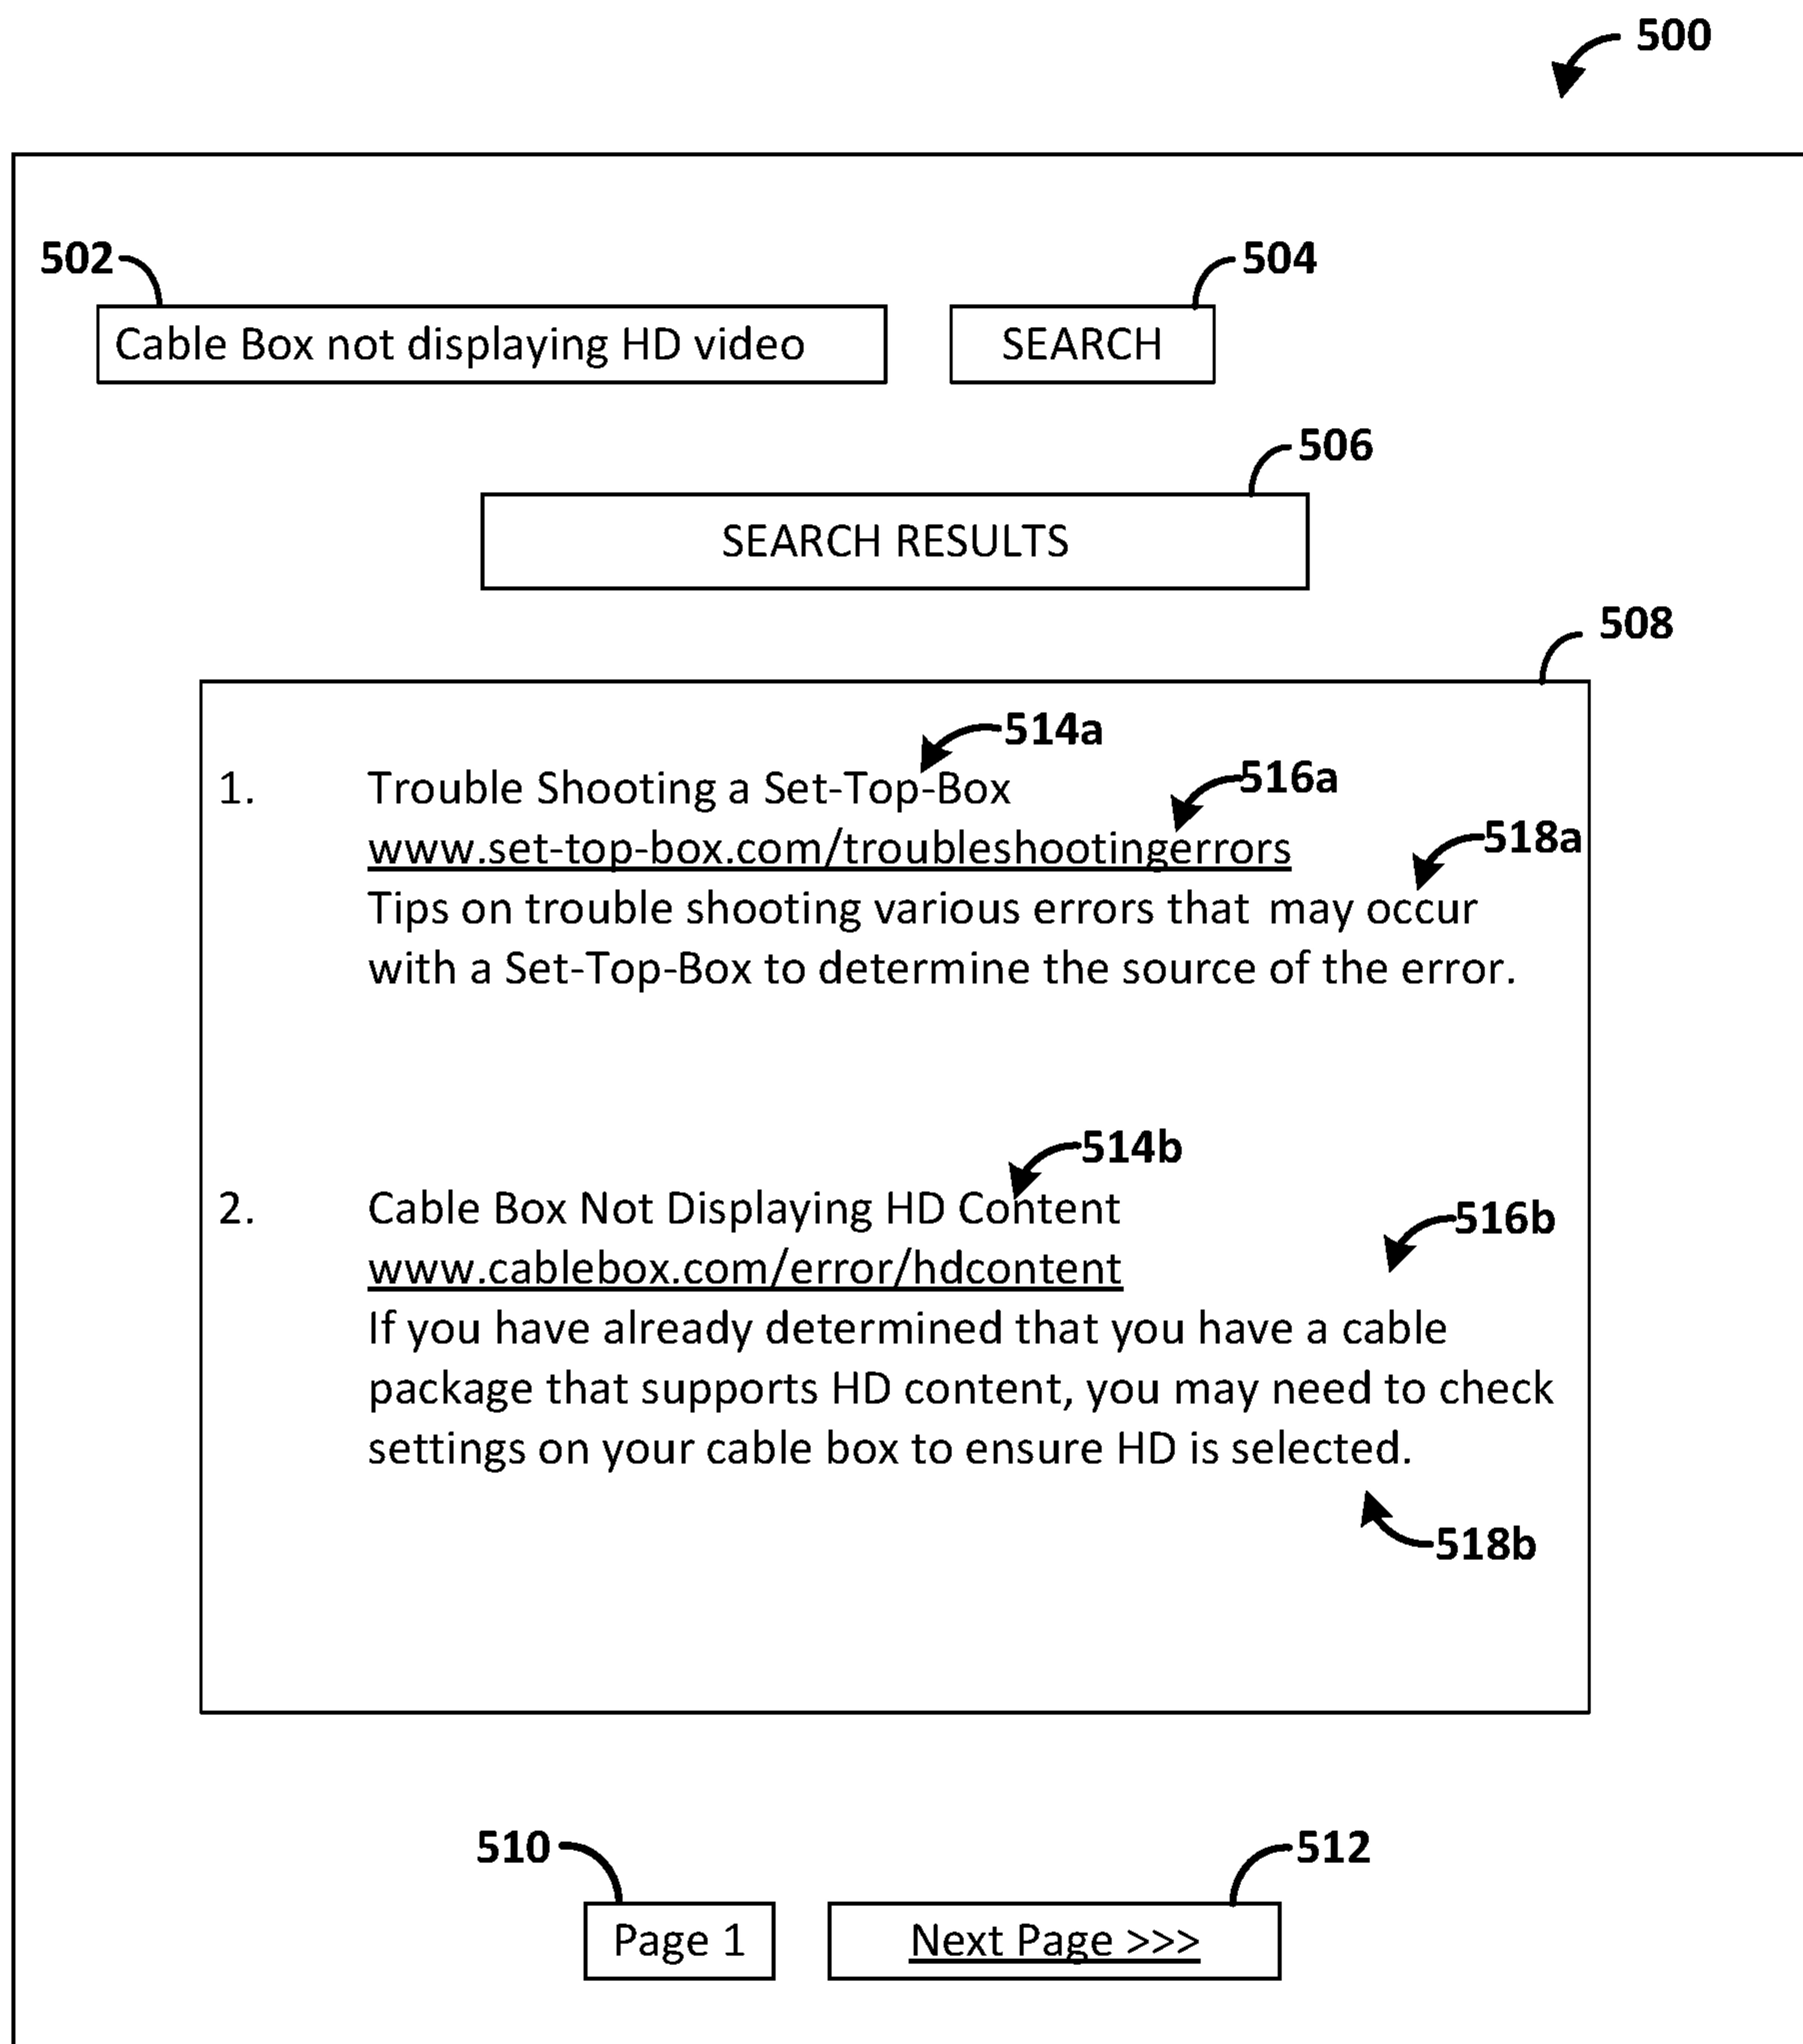 500
502
504
Cable Box not displaying HD video
SEARCH
506
SEARCH RESULTS
508
514a
1. Trouble Shooting a Set-Top-Box
516a
www.set-top-box.com/troubleshootingerrors
518a
Tips on trouble shooting various errors that may occur
with a Set-Top-Box to determine the source of the error.
514b
2. Cable Box Not Displaying HD Content
516b
www.cablebox.com/error/hdcontent
If you have already determined that you have a cable
package that supports HD content, you may need to check
settings on your cable box to ensure HD is selected.
518b
510
512
Page 1
Next Page >>>